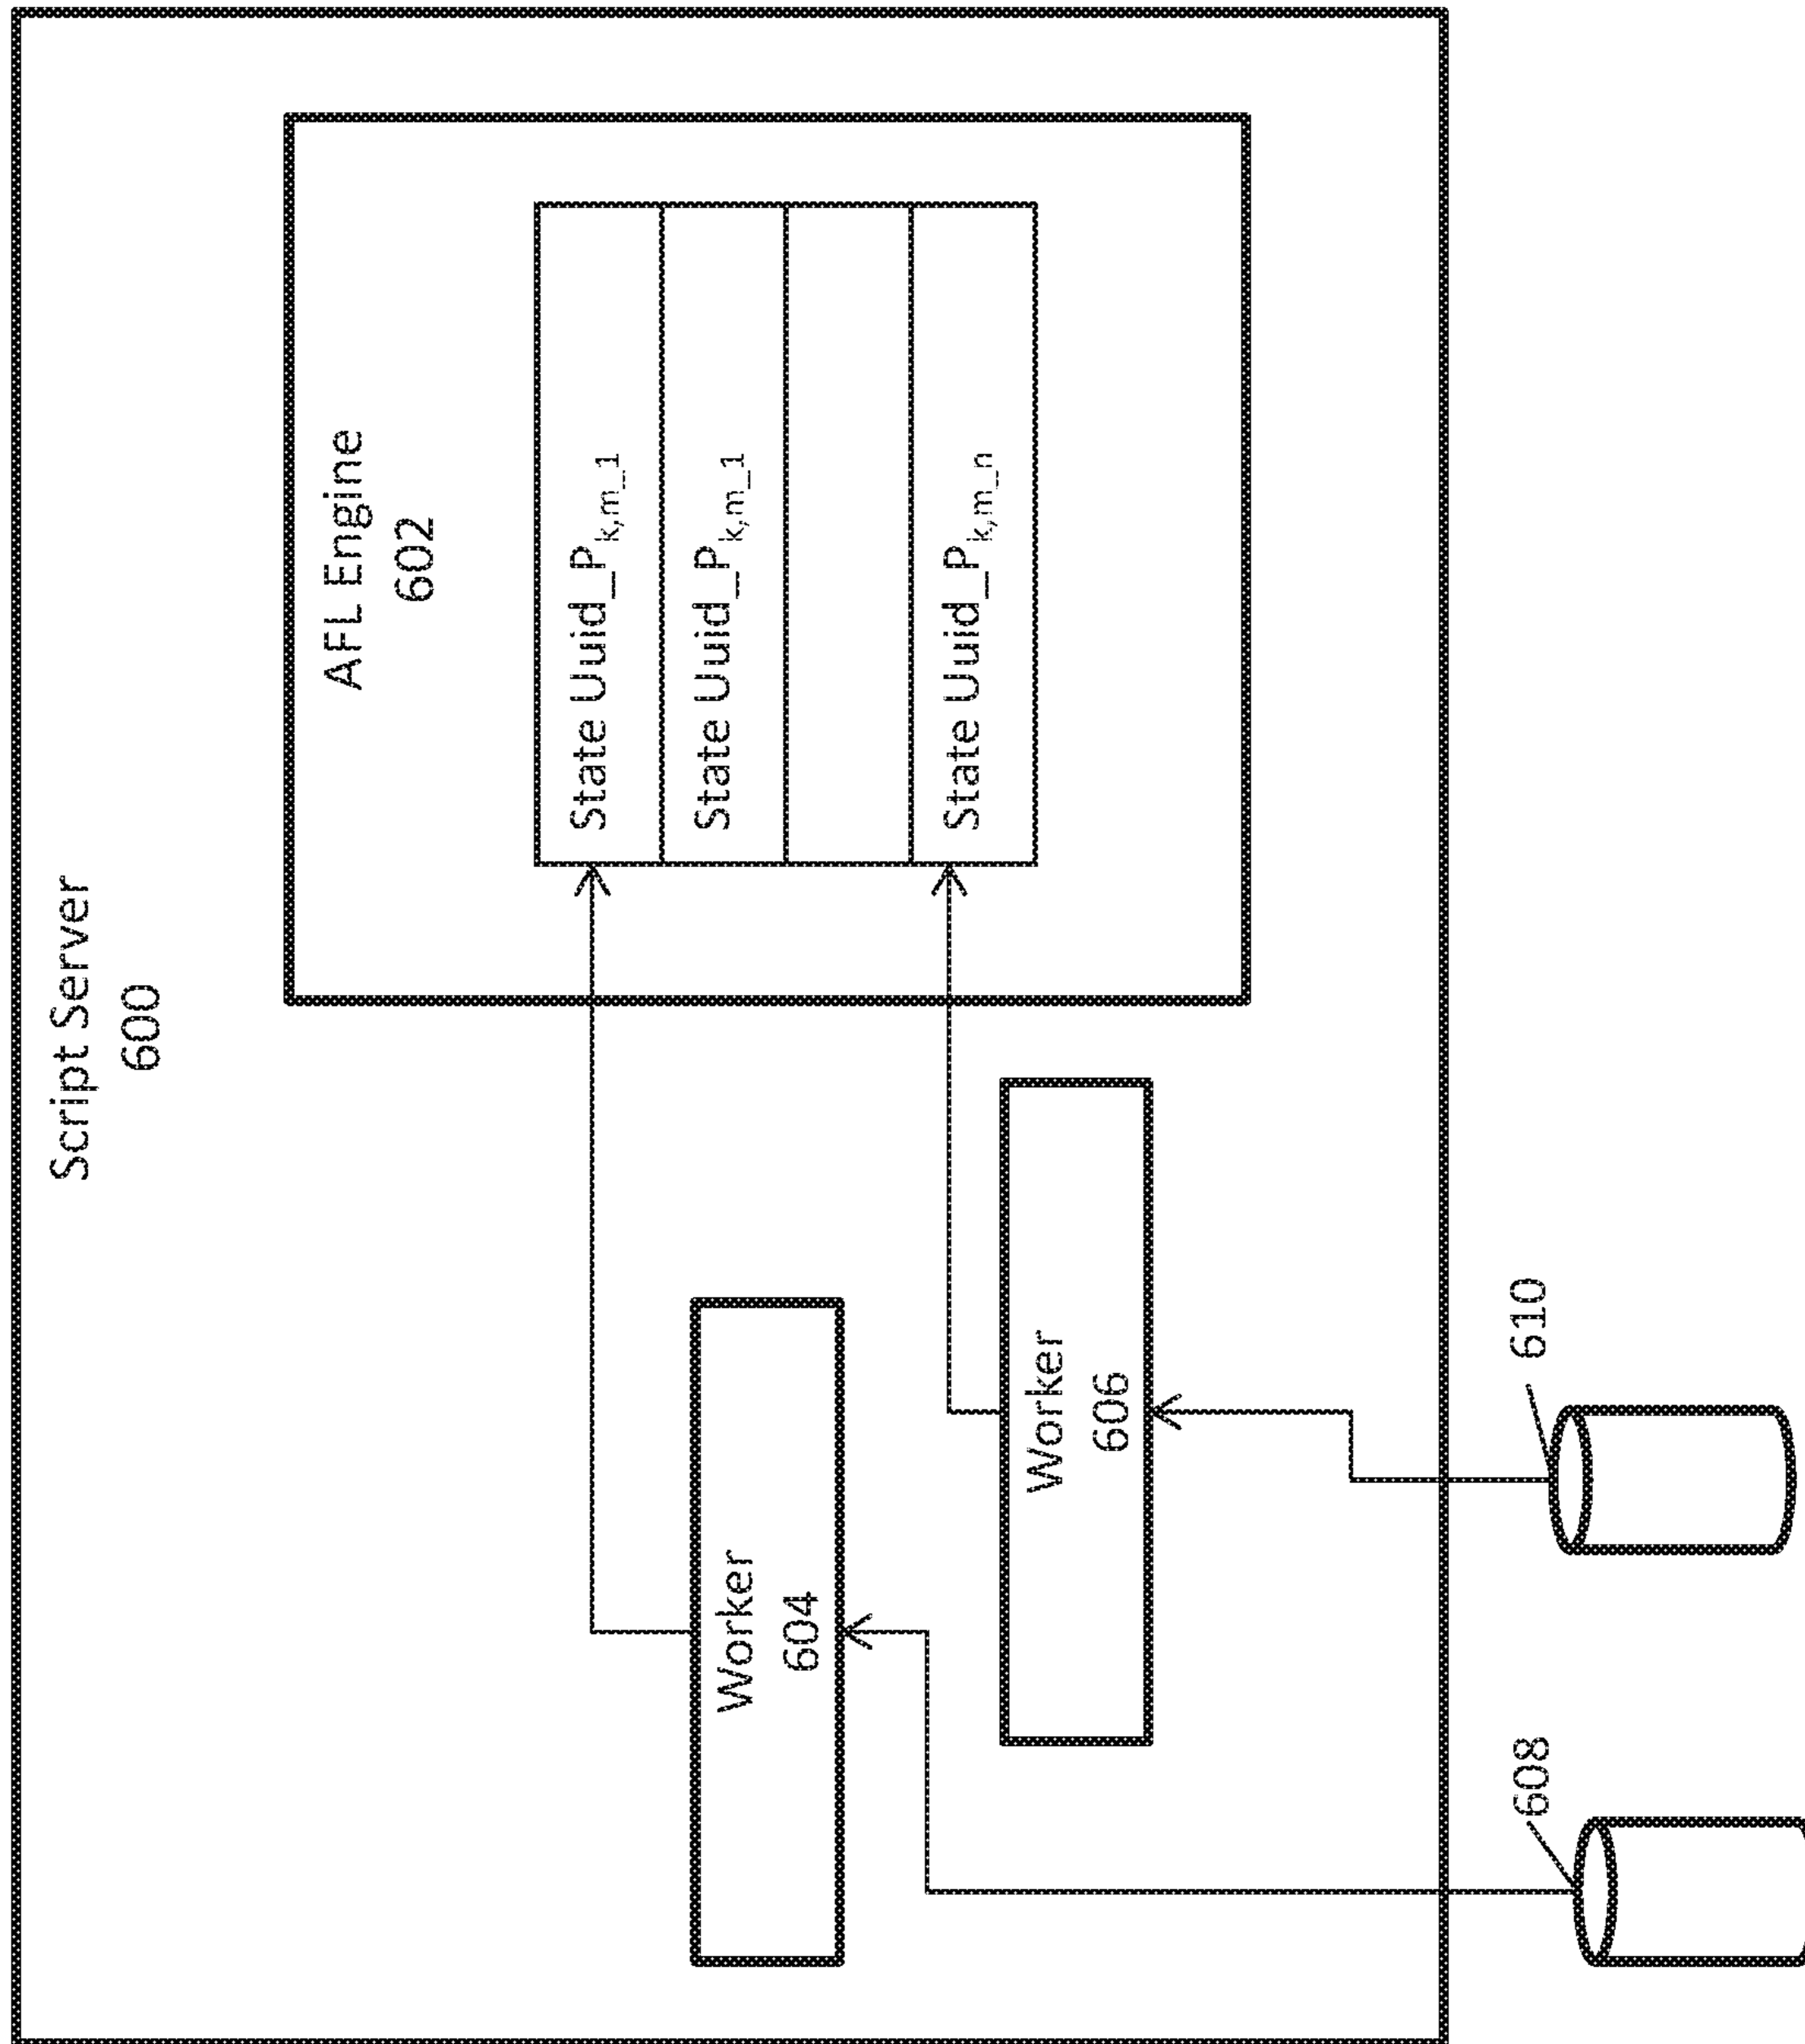 Script Server
600
AFL Engine
602
State Uuid_Pk,m_1
State Uuid_Pk,m_1
State Uuid_Pk,m_n
Worker
604
Worker
606
608
610